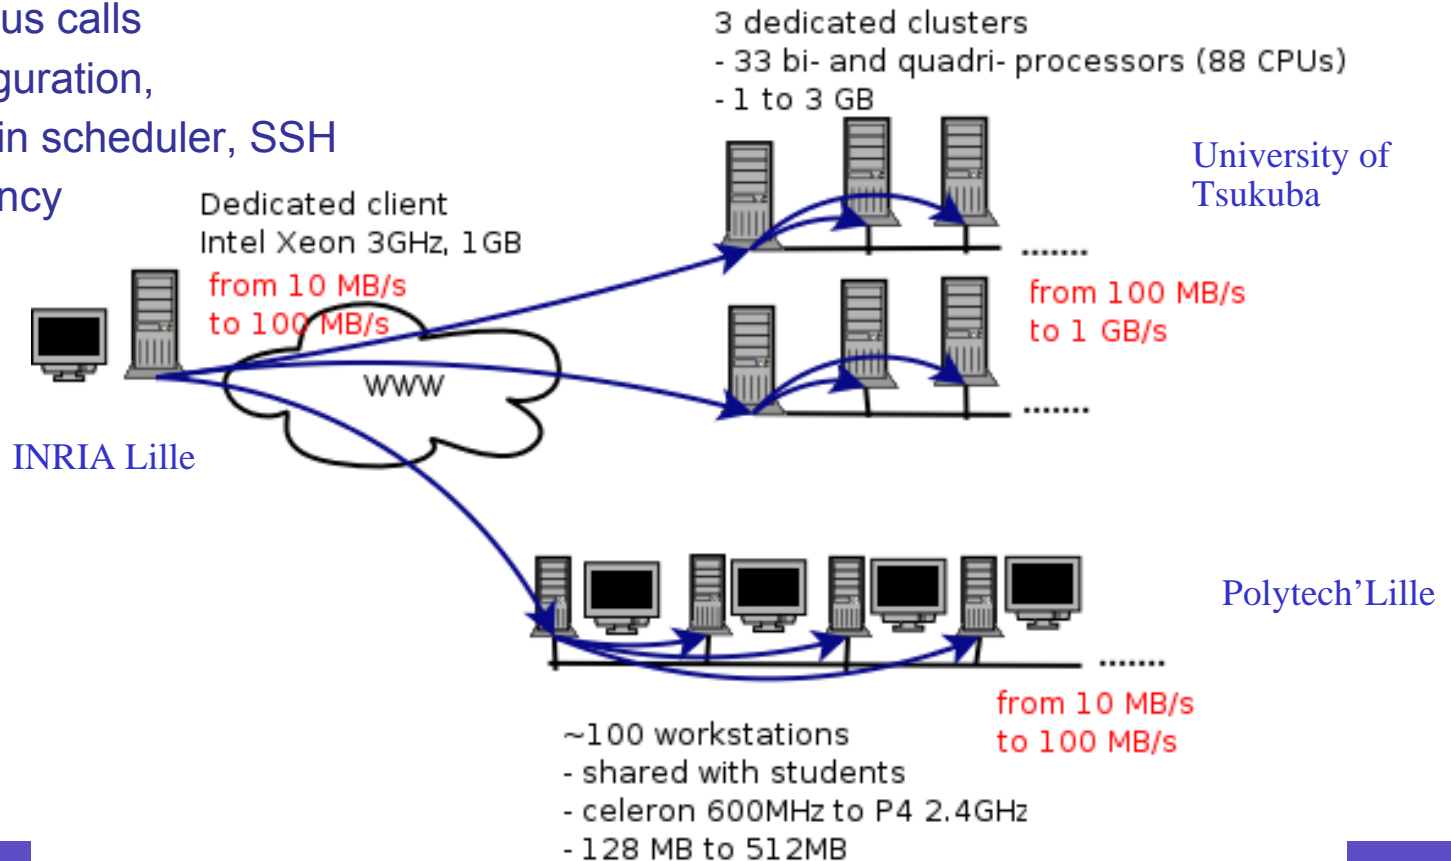 us calls
guration,
in scheduler, SSH
ncy
3 dedicated clusters
- 33 bi- and quadri- processors (88 CPUs)
- 1 to 3 GB
University of
Tsukuba
Dedicated client
Intel Xeon 3GHz, 1GB
from 10 MB/s
to 100 MB/s
.......
from 100 MB/s
to 1 GB/s
WWW
.......
INRIA Lille
Polytech’Lille
.......
from 10 MB/s
to 100 MB/s
~100 workstations
- shared with students
- celeron 600MHz to P4 2.4GHz
- 128 MB to 512MB